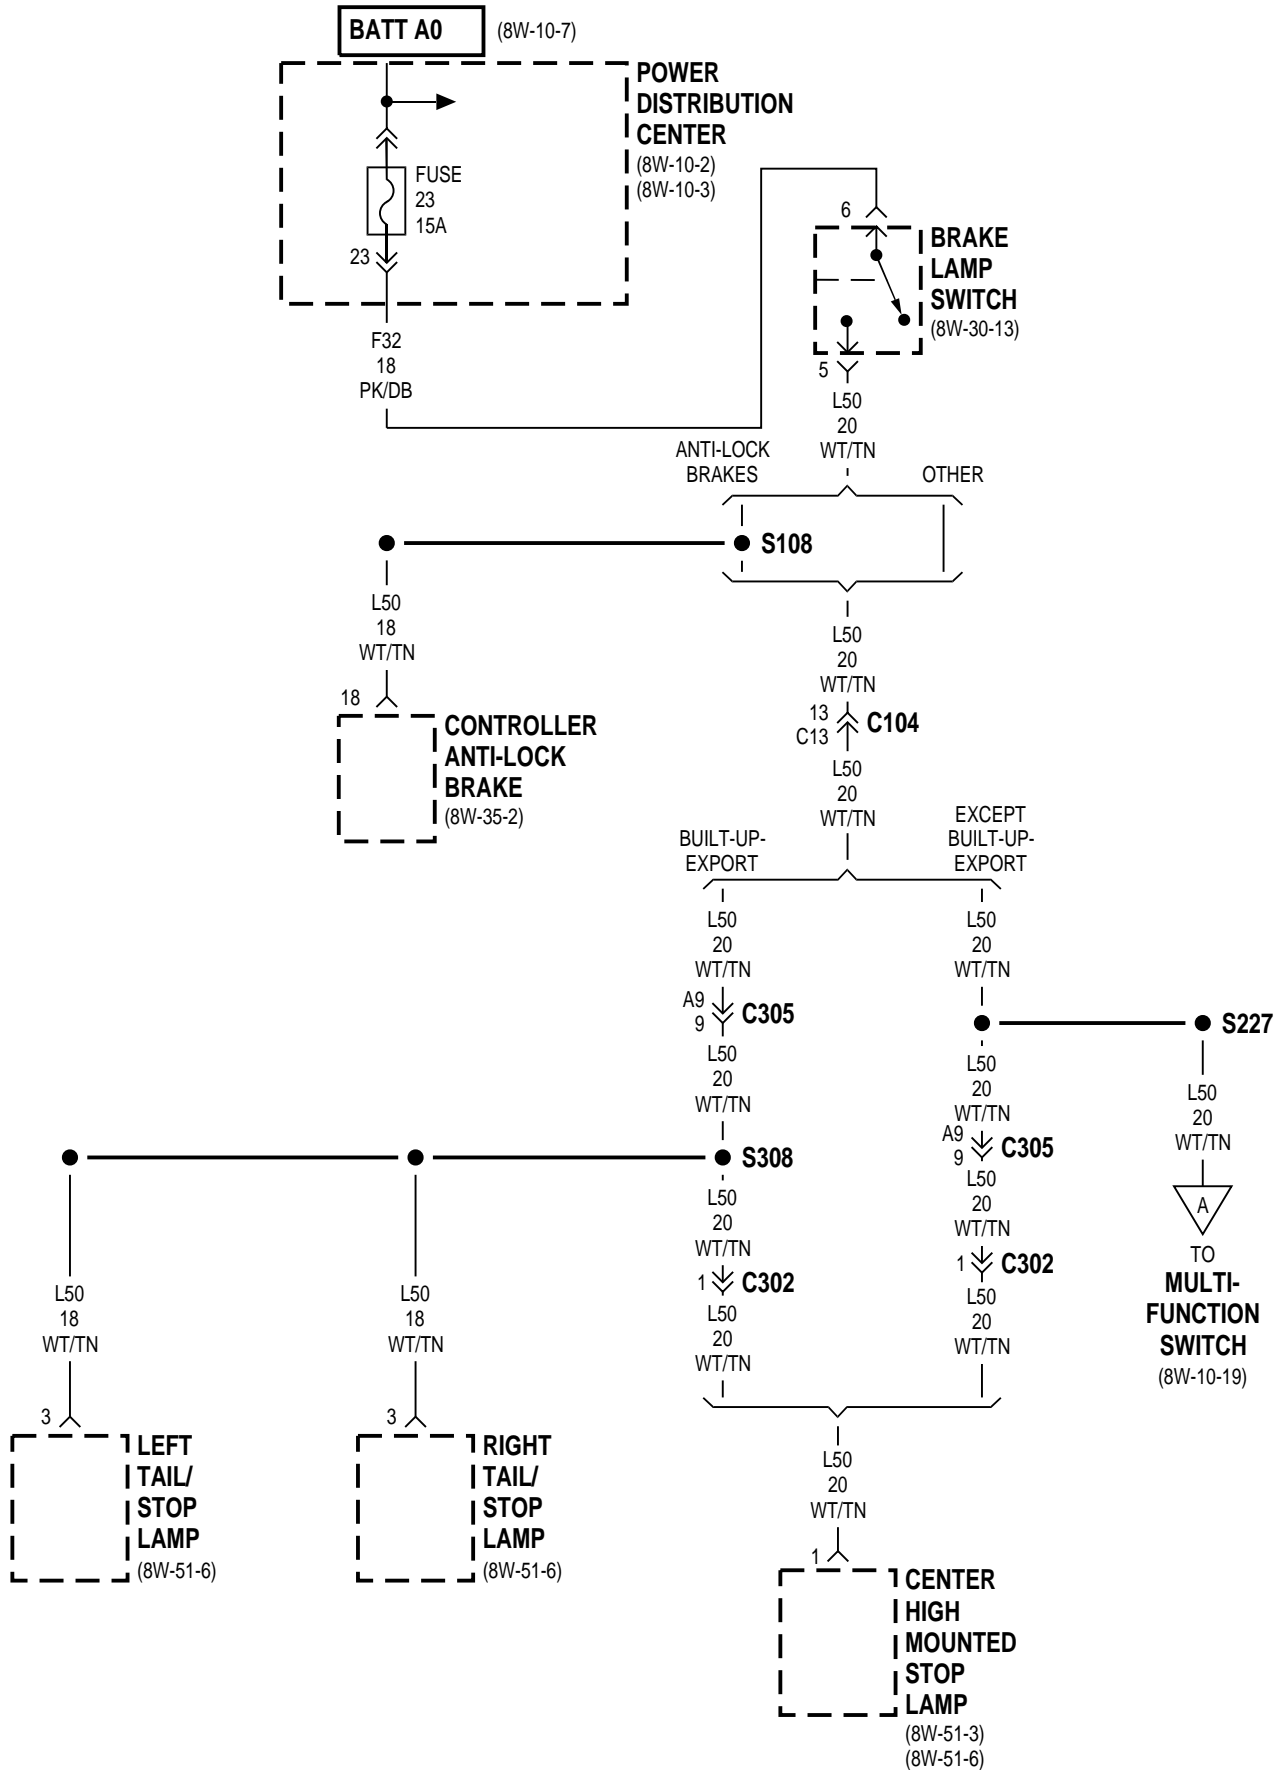 BATT A0
(8W-10-7)
POWER
DISTRIBUTION
CENTER
(8W-10-2)
(8W-10-3)
FUSE
23
15A
23
F32
18
PK/DB
6
BRAKE
LAMP
SWITCH
(8W-30-13)
5
L50
20
WT/TN
ANTI-LOCK
BRAKES
OTHER
S108
L50
18
WT/TN
18
CONTROLLER
ANTI-LOCK
BRAKE
(8W-35-2)
L50
20
WT/TN
13
C13
C104
L50
20
WT/TN
BUILT-UP-
EXPORT
EXCEPT
BUILT-UP-
EXPORT
L50
20
WT/TN
A9
9
C305
L50
20
WT/TN
S308
L50
20
WT/TN
1
C302
L50
20
WT/TN
L50
20
WT/TN
S227
L50
20
WT/TN
A9
9
C305
L50
20
WT/TN
1
C302
L50
20
WT/TN
L50
20
WT/TN
A
TO
MULTI-
FUNCTION
SWITCH
(8W-10-19)
L50
18
WT/TN
3
LEFT
TAIL/
STOP
LAMP
(8W-51-6)
L50
18
WT/TN
3
RIGHT
TAIL/
STOP
LAMP
(8W-51-6)
L50
20
WT/TN
1
CENTER
HIGH
MOUNTED
STOP
LAMP
(8W-51-3)
(8W-51-6)